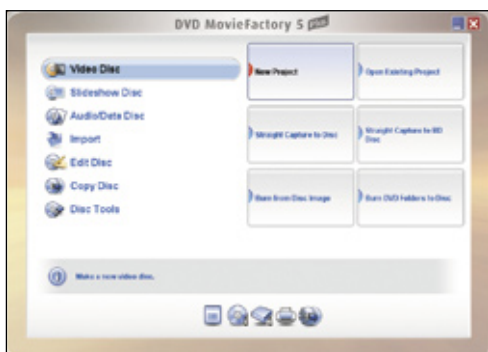 DVD MovieFactory 5 Plus
Video Disc
Slideshow Disc
Audio/Data Disc
Import
Edit Disc
Copy Disc
Disc Tools
New Project
Open Existing Project
Straight Capture to Disc
Straight Capture to BD
Disc
Burn from Disc Image
Burn DVD Folders to Disc
Make a new video disc.